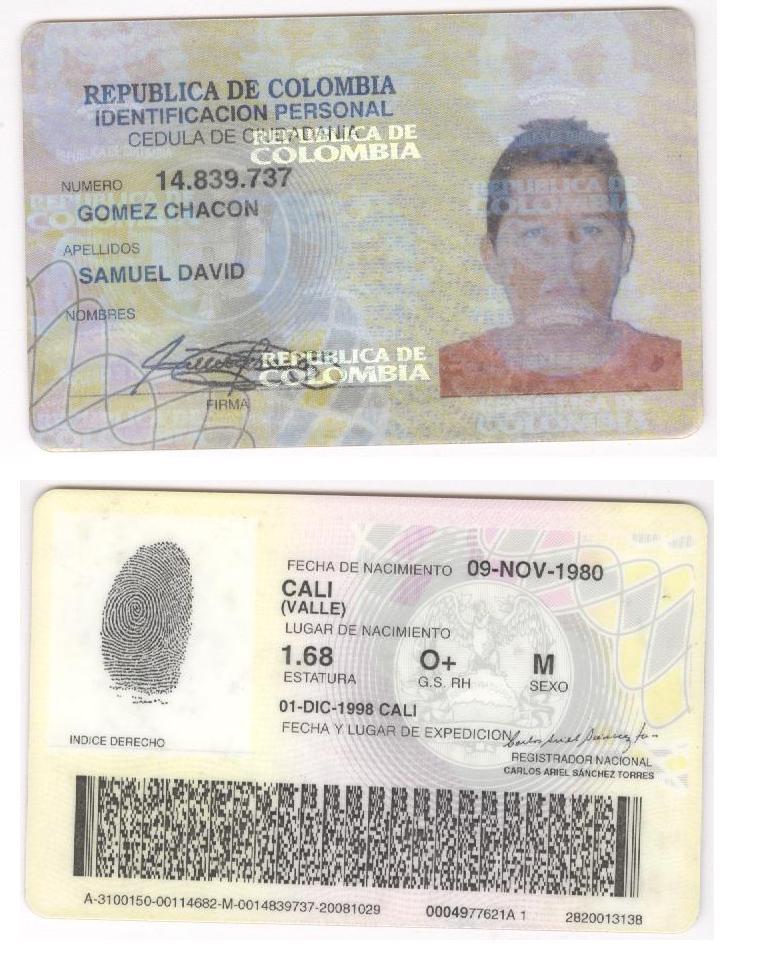 REPUBLICA DE COLOMBIA
IDENTIFICACION PERSONAL
CEDULA DE CIUDADANIA
REPUBLICA DE
COLOMBIA
NUMERO 14.839.737
GOMEZ CHACON
APELLIDOS
SAMUEL DAVID
NOMBRES
REPUBLICA DE
COLOMBIA
FIRMA
REPUBLICA DE
COLOMBIA
FECHA DE NACIMIENTO 09-NOV-1980
CALI
(VALLE)
LUGAR DE NACIMIENTO
1.68 O+ M
ESTATURA G.S. RH SEXO
01-DIC-1998 CALI
FECHA Y LUGAR DE EXPEDICION
INDICE DERECHO
REGISTRADOR NACIONAL
CARLOS ARIEL SÁNCHEZ TORRES
A-3100150-00114682-M-0014839737-20081029 0004977621A 1 2820013138